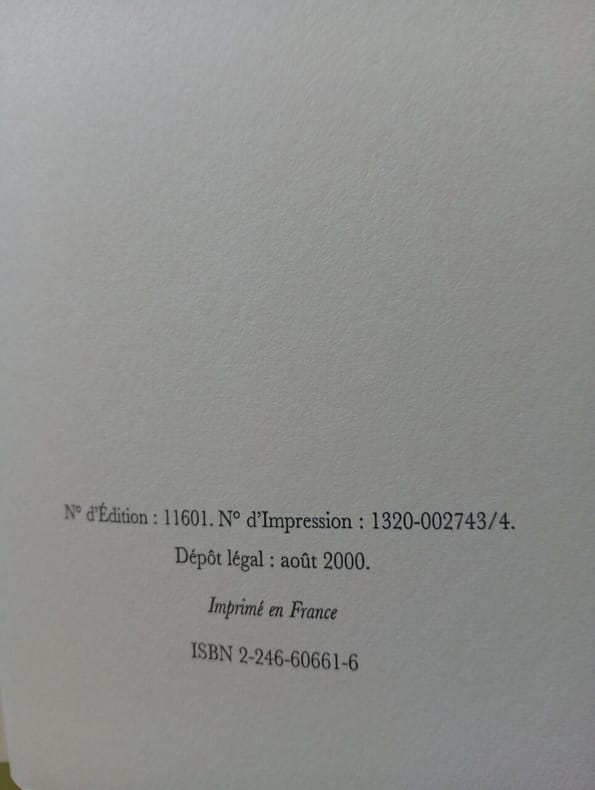 N° d'Édition : 11601. N° d'Impression : 1320-002743/4.
Dépôt légal : août 2000.
Imprimé en France
ISBN 2-246-60661-6